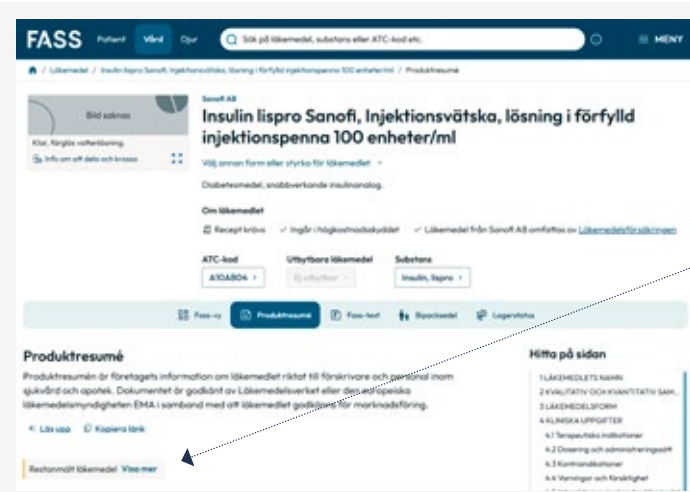 FASS Patient Vård Djur Sök på läkemedel, substans eller ATC-kod etc. MENY
/ Läkemedel / Insulin lispro Sanofi, Injektionsvätska, lösning i förfylld injektionspenna 100 enheter/ml / Produktresumé
Bild saknas
Klar, färglös vattenlösning.
Info om att dela och krossa
Sanofi AB
Insulin lispro Sanofi, Injektionsvätska, lösning i förfylld
injektionspenna 100 enheter/ml
Välj annan form eller styrka för läkemedlet
Diabetesmedel, snabbverkande insulinanalog.
Om läkemedlet
Recept krävs Ingår i högkostnadsskyddet Läkemedel från Sanofi AB omfattas av Läkemedelsförsäkringen
ATC-kod Utbytbara läkemedel Substans
A10AB04 Ej utbytbar Insulin, lispro
Fass-vy Produktresumé Fass-text Bipacksedel Lagerstatus
Produktresumé
Produktresumén är företagets information om läkemedlet riktat till förskrivare och personal inom
sjukvård och apotek. Dokumentet är godkänt av Läkemedelsverket eller den europeiska
läkemedelsmyndigheten EMA i samband med att läkemedlet godkänns för marknadsföring.
Läs upp Kopiera länk
Restanmält läkemedel Visa mer
Hitta på sidan
1 LÄKEMEDLETS NAMN
2 KVALITATIV OCH KVANTITATIV SAM...
3 LÄKEMEDELSFORM
4 KLINISKA UPPGIFTER
4.1 Terapeutiska indikationer
4.2 Dosering och administreringssätt
4.3 Kontraindikationer
4.4 Varningar och försiktighet